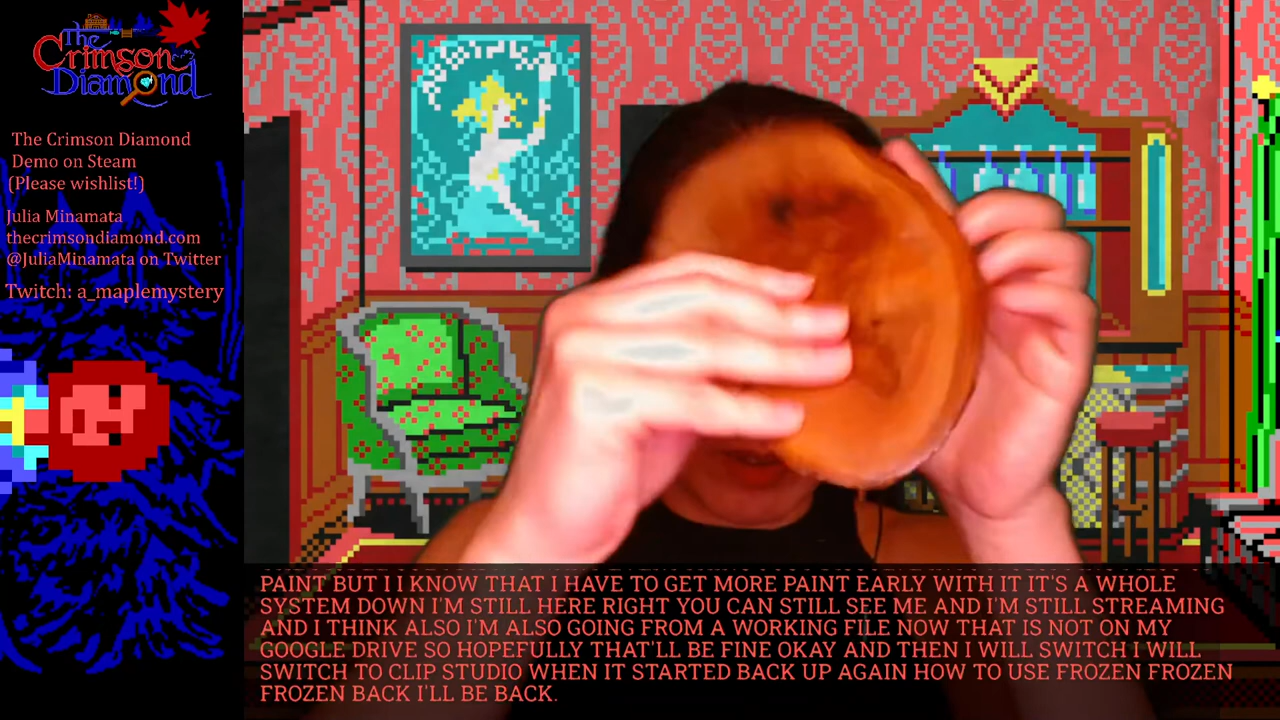 The
Crimson
Diamond
The Crimson Diamond
Demo on Steam
(Please wishlist!)
Julia Minamata
thecrimsondiamond.com
@JuliaMinamata on Twitter
Twitch: a_maplemystery
PAINT BUT I I KNOW THAT I HAVE TO GET MORE PAINT EARLY WITH IT IT'S A WHOLE
SYSTEM DOWN I'M STILL HERE RIGHT YOU CAN STILL SEE ME AND I'M STILL STREAMING
AND I THINK ALSO I'M ALSO GOING FROM A WORKING FILE NOW THAT IS NOT ON MY
GOOGLE DRIVE SO HOPEFULLY THAT'LL BE FINE OKAY AND THEN I WILL SWITCH I WILL
SWITCH TO CLIP STUDIO WHEN IT STARTED BACK UP AGAIN HOW TO USE FROZEN FROZEN
FROZEN BACK I'LL BE BACK.